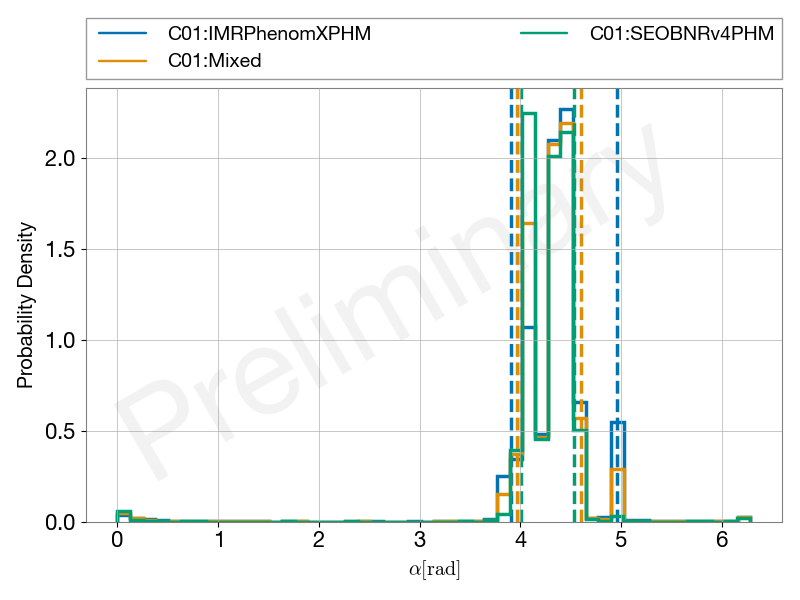 C01:IMRPhenomXPHM
C01:SEOBNRv4PHM
C01:Mixed
Preliminary
Probability Density
2.0
1.5
1.0
0.5
0.0
0 1 2 3 4 5 6
α[rad]